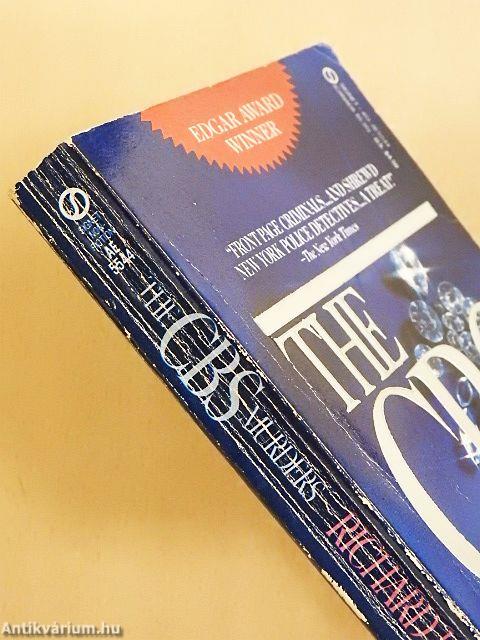 EDGAR AWARD
WINNER
"FRONT PAGE CRIMINALS...AND SHREWD
NEW YORK POLICE DETECTIVES...A TREAT."
—The New York Times
THE
THE CBS MURDERS
RICHARD
Antikvárium.hu